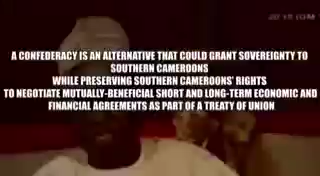 A CONFEDERACY IS AN ALTERNATIVE THAT COULD GRANT SOVEREIGNTY TO
SOUTHERN CAMEROONS
WHILE PRESERVING SOUTHERN CAMEROONS' RIGHTS
TO NEGOTIATE MUTUALLY-BENEFICIAL SHORT AND LONG-TERM ECONOMIC AND
FINANCIAL AGREEMENTS AS PART OF A TREATY OF UNION